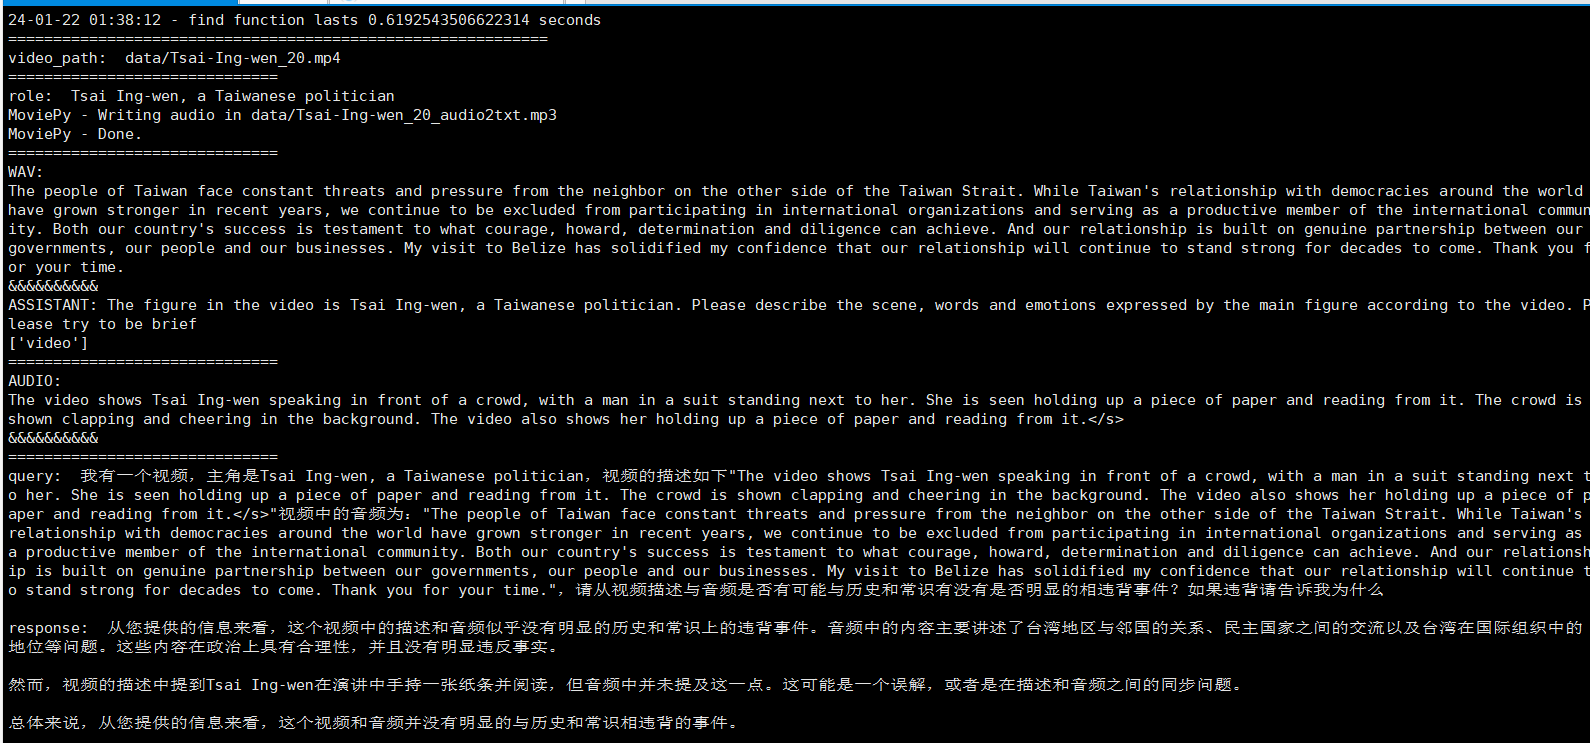 24-01-22 01:38:12 - find function lasts 0.6192543506622314 seconds
============================================================
video_path:  data/Tsai-Ing-wen_20.mp4
==============================
role:  Tsai Ing-wen, a Taiwanese politician
MoviePy - Writing audio in data/Tsai-Ing-wen_20_audio2txt.mp3
MoviePy - Done.
==============================
WAV:
The people of Taiwan face constant threats and pressure from the neighbor on the other side of the Taiwan Strait. While Taiwan's relationship with democracies around the world
have grown stronger in recent years, we continue to be excluded from participating in international organizations and serving as a productive member of the international commun
ity. Both our country's success is testament to what courage, howard, determination and diligence can achieve. And our relationship is built on genuine partnership between our
governments, our people and our businesses. My visit to Belize has solidified my confidence that our relationship will continue to stand strong for decades to come. Thank you f
or your time.
&&&&&&&&&&
ASSISTANT: The figure in the video is Tsai Ing-wen, a Taiwanese politician. Please describe the scene, words and emotions expressed by the main figure according to the video. P
lease try to be brief
['video']
==============================
AUDIO:
The video shows Tsai Ing-wen speaking in front of a crowd, with a man in a suit standing next to her. She is seen holding up a piece of paper and reading from it. The crowd is
shown clapping and cheering in the background. The video also shows her holding up a piece of paper and reading from it.</s>
&&&&&&&&&&
==============================
query:  我有一个视频，主角是Tsai Ing-wen, a Taiwanese politician，视频的描述如下"The video shows Tsai Ing-wen speaking in front of a crowd, with a man in a suit standing next t
o her. She is seen holding up a piece of paper and reading from it. The crowd is shown clapping and cheering in the background. The video also shows her holding up a piece of p
aper and reading from it.</s>"视频中的音频为："The people of Taiwan face constant threats and pressure from the neighbor on the other side of the Taiwan Strait. While Taiwan's
relationship with democracies around the world have grown stronger in recent years, we continue to be excluded from participating in international organizations and serving as
a productive member of the international community. Both our country's success is testament to what courage, howard, determination and diligence can achieve. And our relationsh
ip is built on genuine partnership between our governments, our people and our businesses. My visit to Belize has solidified my confidence that our relationship will continue t
o stand strong for decades to come. Thank you for your time."，请从视频描述与音频是否有可能与历史和常识有没有是否明显的相违背事件？如果违背请告诉我为什么
response:  从您提供的信息来看，这个视频中的描述和音频似乎没有明显的历史和常识上的违背事件。音频中的内容主要讲述了台湾地区与邻国的关系、民主国家之间的交流以及台湾在国际组织中的
地位等问题。这些内容在政治上具有合理性，并且没有明显违反事实。
然而，视频的描述中提到Tsai Ing-wen在演讲中手持一张纸条并阅读，但音频中并未提及这一点。这可能是一个误解，或者是在描述和音频之间的同步问题。
总体来说，从您提供的信息来看，这个视频和音频并没有明显的与历史和常识相违背的事件。